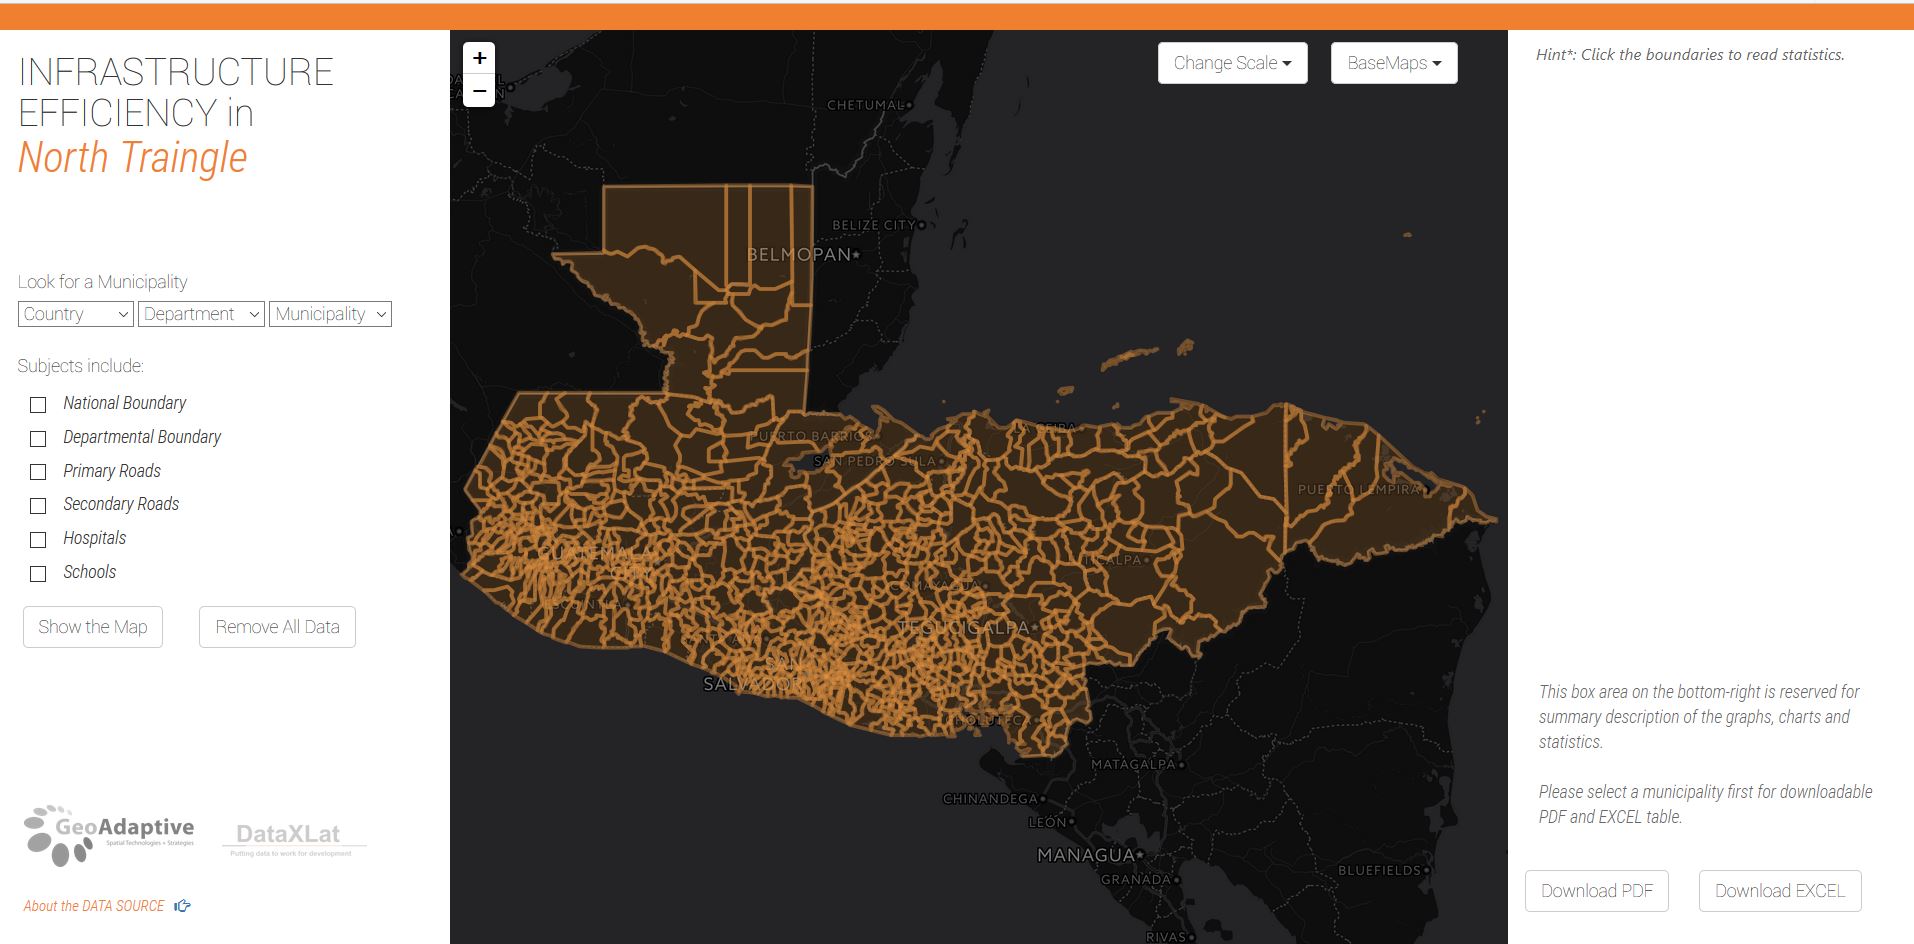 INFRASTRUCTURE
EFFICIENCY in
North Traingle
Look for a Municipality
Country
Department
Municipality
Subjects include:
National Boundary
Departmental Boundary
Primary Roads
Secondary Roads
Hospitals
Schools
Show the Map
Remove All Data
GeoAdaptive
Spatial Technologies + Strategies
DataXLat
Putting data to work for development
About the DATA SOURCE
+
−
Change Scale
BaseMaps
CHETUMAL
BELIZE CITY
BELMOPAN
PUERTO BARRIOS
SAN PEDRO SULA
LA CEIBA
PUERTO LEMPIRA
GUATEMALA
ESCUINTLA
COMAYAGUA
TEGUCIGALPA
SANTA ANA
SAN
SALVADOR
CHOLUTECA
MATAGALPA
CHINANDEGA
LEÓN
MANAGUA
GRANADA
BLUEFIELDS
RIVAS
Hint*: Click the boundaries to read statistics.
This box area on the bottom-right is reserved for
summary description of the graphs, charts and
statistics.
Please select a municipality first for downloadable
PDF and EXCEL table.
Download PDF
Download EXCEL